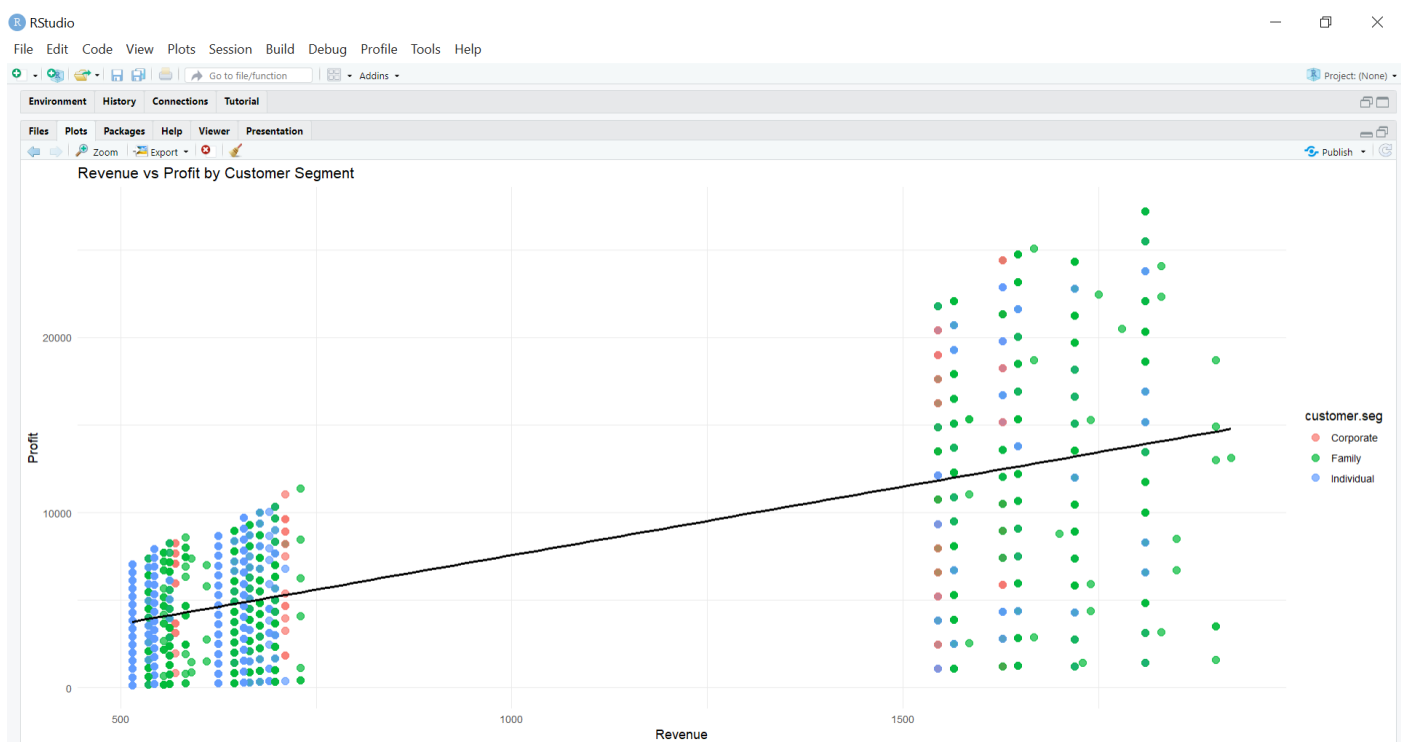 RStudio
File Edit Code View Plots Session Build Debug Profile Tools Help
Go to file/function Addins Project: (None)
Environment History Connections Tutorial
Files Plots Packages Help Viewer Presentation
Zoom Export Publish
Revenue vs Profit by Customer Segment
Profit
20000
10000
0
500 1000 1500
Revenue
customer.seg
Corporate
Family
Individual